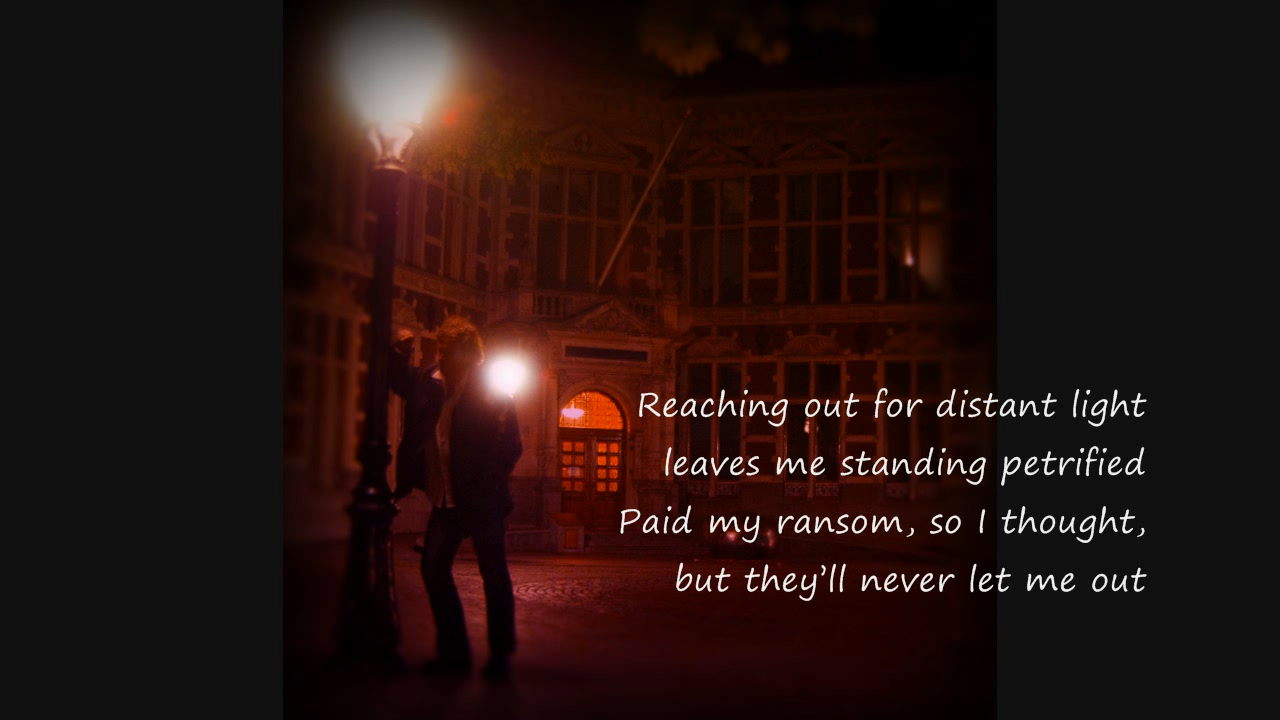 Reaching out for distant light
leaves me standing petrified
Paid my ransom, so I thought,
but they’ll never let me out